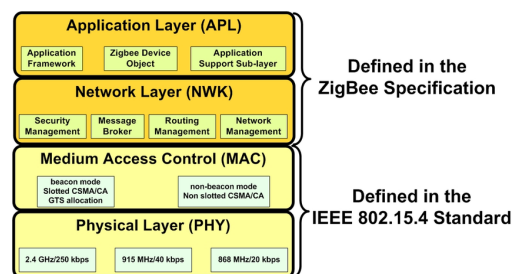 Application Layer (APL)
Application
Framework
Zigbee Device
Object
Application
Support Sub-layer
Network Layer (NWK)
Security
Management
Message
Broker
Routing
Management
Network
Management
Defined in the
ZigBee Specification
Medium Access Control (MAC)
beacon mode
Slotted CSMA/CA
GTS allocation
non-beacon mode
Non slotted CSMA/CA
Physical Layer (PHY)
2.4 GHz/250 kbps
915 MHz/40 kbps
868 MHz/20 kbps
Defined in the
IEEE 802.15.4 Standard